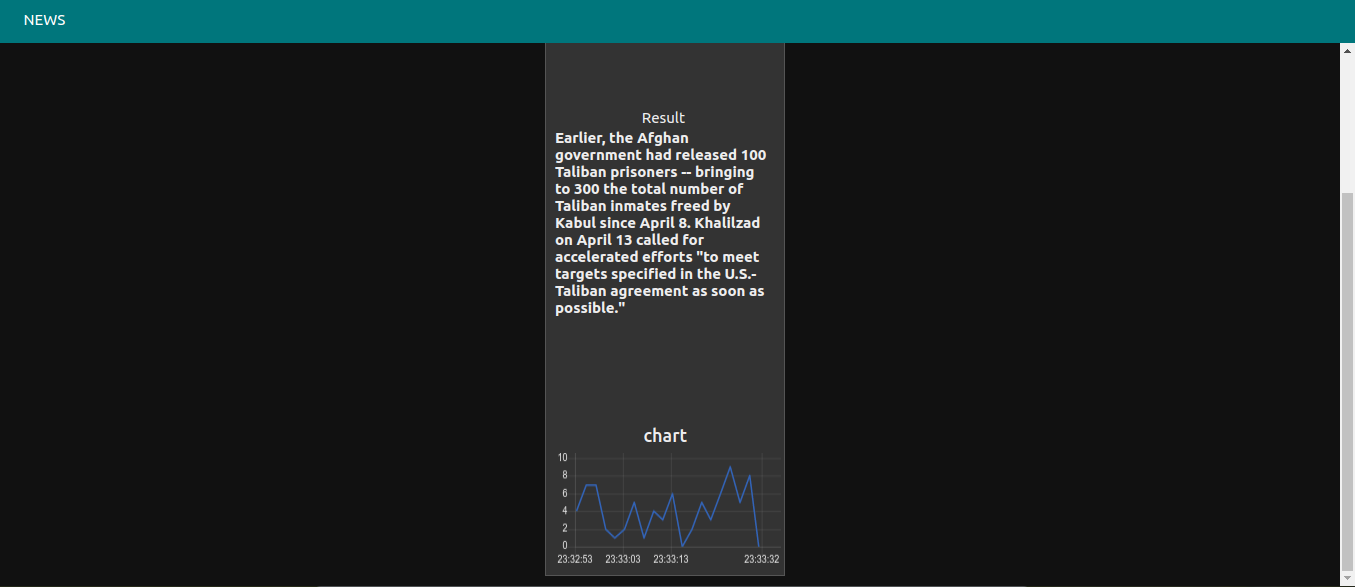 NEWS
Result
Earlier, the Afghan
government had released 100
Taliban prisoners -- bringing
to 300 the total number of
Taliban inmates freed by
Kabul since April 8. Khalilzad
on April 13 called for
accelerated efforts "to meet
targets specified in the U.S.-
Taliban agreement as soon as
possible."
chart
10
8
6
4
2
0
23:32:53 23:33:03 23:33:13 23:33:32